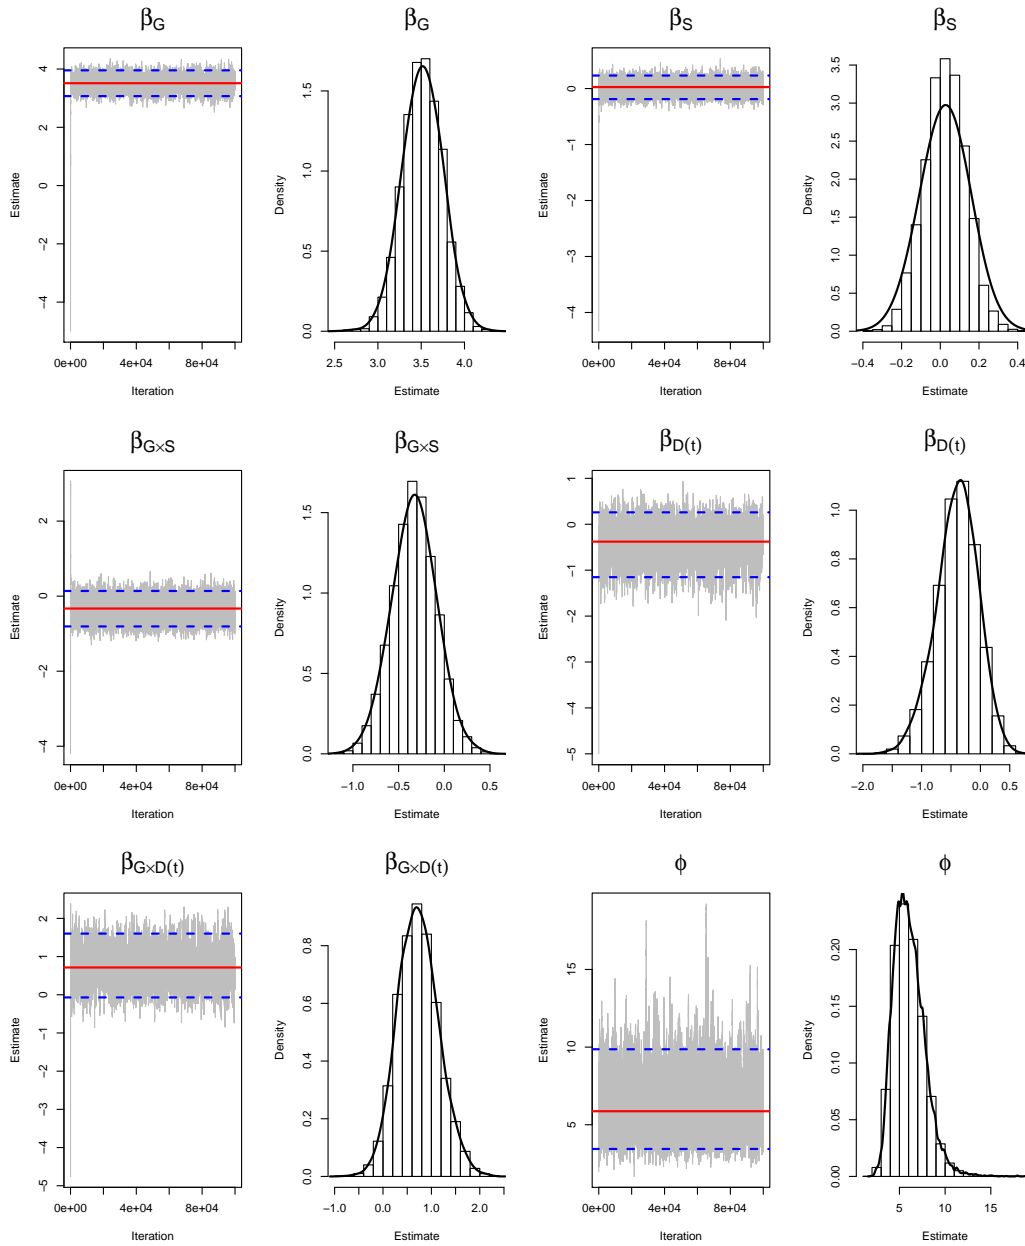 β_G
Estimate
4
2
0
−2
−4
0e+00 4e+04 8e+04
Iteration
β_G
Density
1.5
1.0
0.5
0.0
2.5 3.0 3.5 4.0
Estimate
β_S
Estimate
0
−1
−2
−3
−4
0e+00 4e+04 8e+04
Iteration
β_S
Density
3.5
3.0
2.5
2.0
1.5
1.0
0.5
0.0
−0.4 −0.2 0.0 0.2 0.4
Estimate
β_G×S
Estimate
2
0
−2
−4
0e+00 4e+04 8e+04
Iteration
β_G×S
Density
1.5
1.0
0.5
0.0
−1.0 −0.5 0.0 0.5
Estimate
β_D(t)
Estimate
1
0
−1
−2
−3
−4
−5
0e+00 4e+04 8e+04
Iteration
β_D(t)
Density
1.0
0.8
0.6
0.4
0.2
0.0
−2.0 −1.0 0.0 0.5
Estimate
β_G×D(t)
Estimate
2
1
0
−1
−2
−3
−4
−5
0e+00 4e+04 8e+04
Iteration
β_G×D(t)
Density
0.8
0.6
0.4
0.2
0.0
−1.0 0.0 1.0 2.0
Estimate
ϕ
Estimate
15
10
5
0e+00 4e+04 8e+04
Iteration
ϕ
Density
0.20
0.15
0.10
0.05
0.00
5 10 15
Estimate